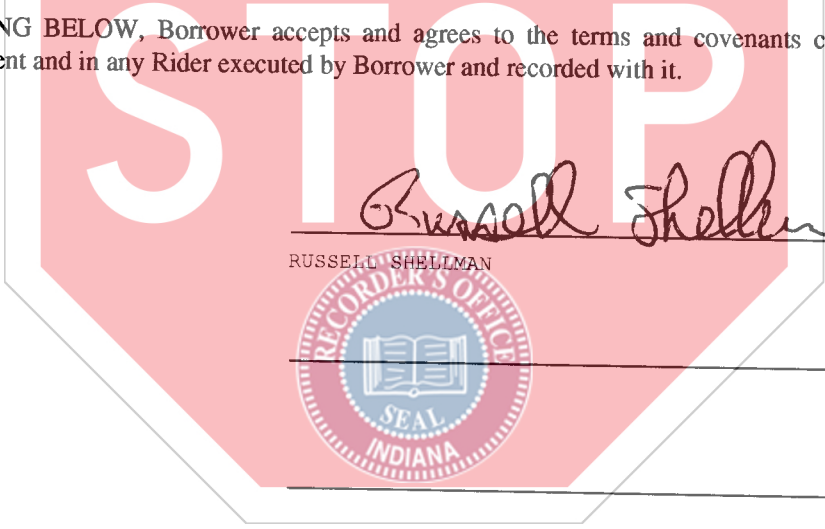 STOP
NG BELOW, Borrower accepts and agrees to the terms and covenants c
ent and in any Rider executed by Borrower and recorded with it.
Russell Shellm
RUSSELL SHELLMAN
RECORDER'S OFFICE
SEAL
INDIANA